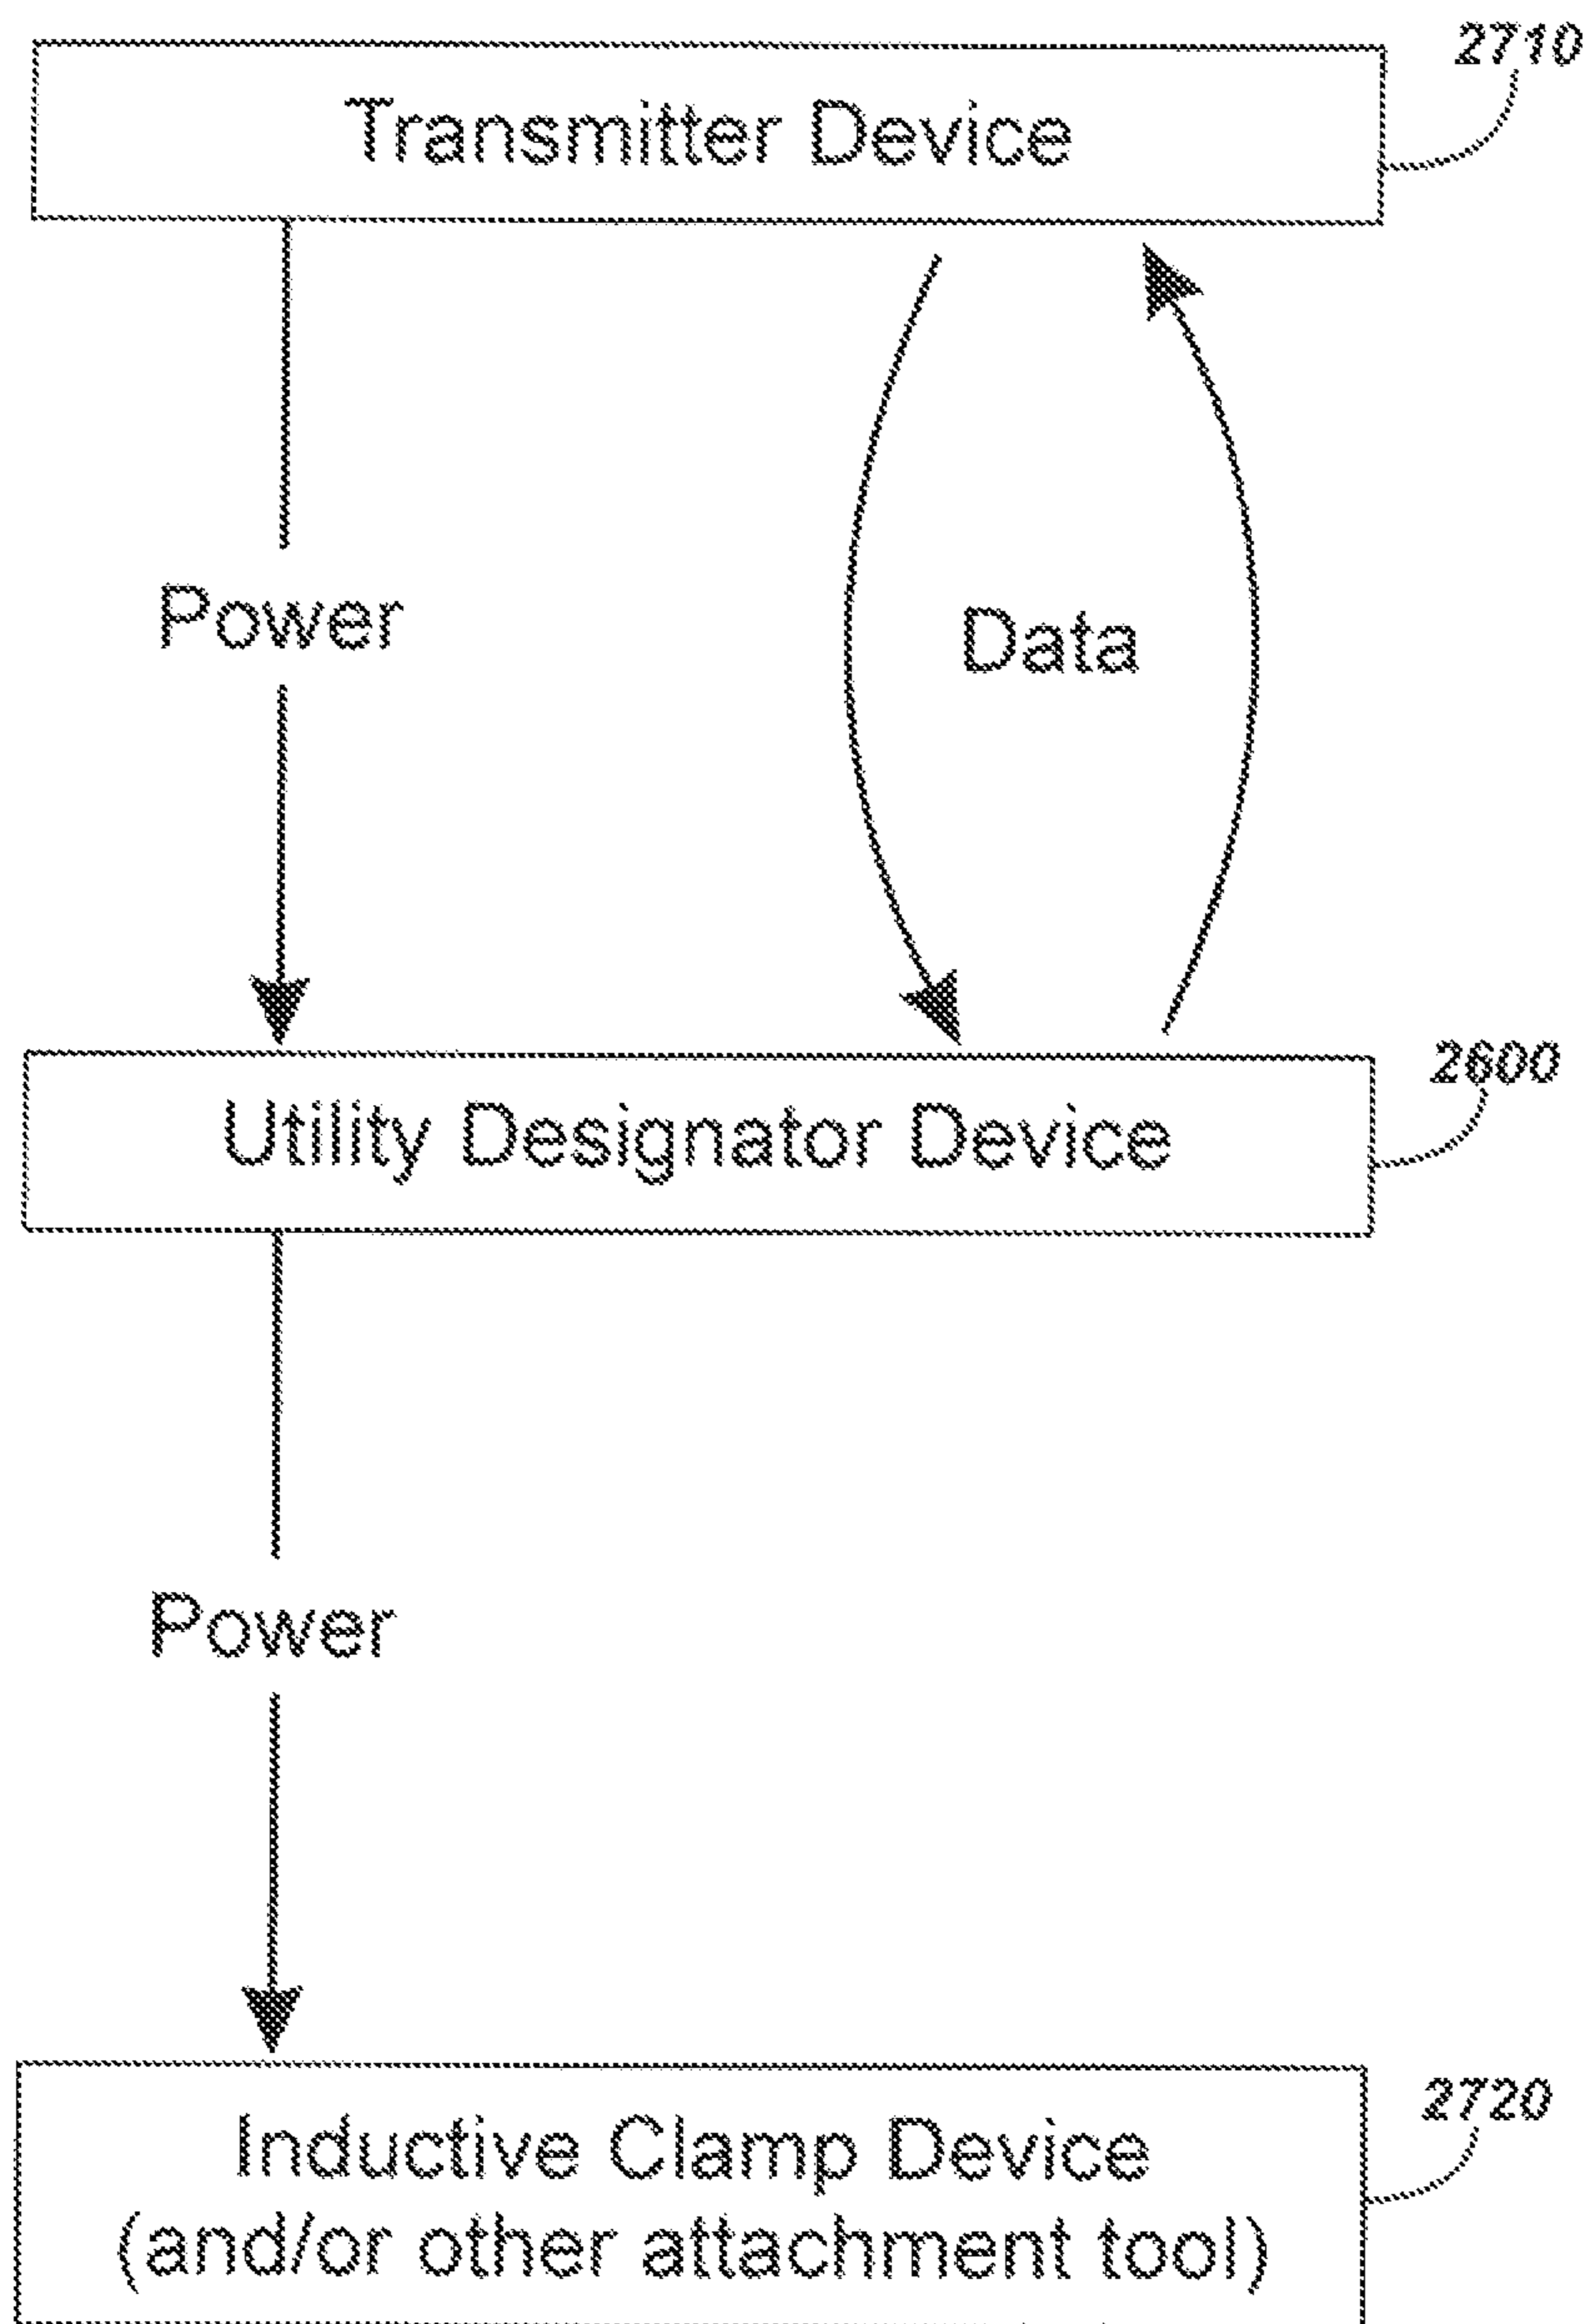 2710
Transmitter Device
Power
Data
2600
Utility Designator Device
Power
2720
Inductive Clamp Device
(and/or other attachment tool)